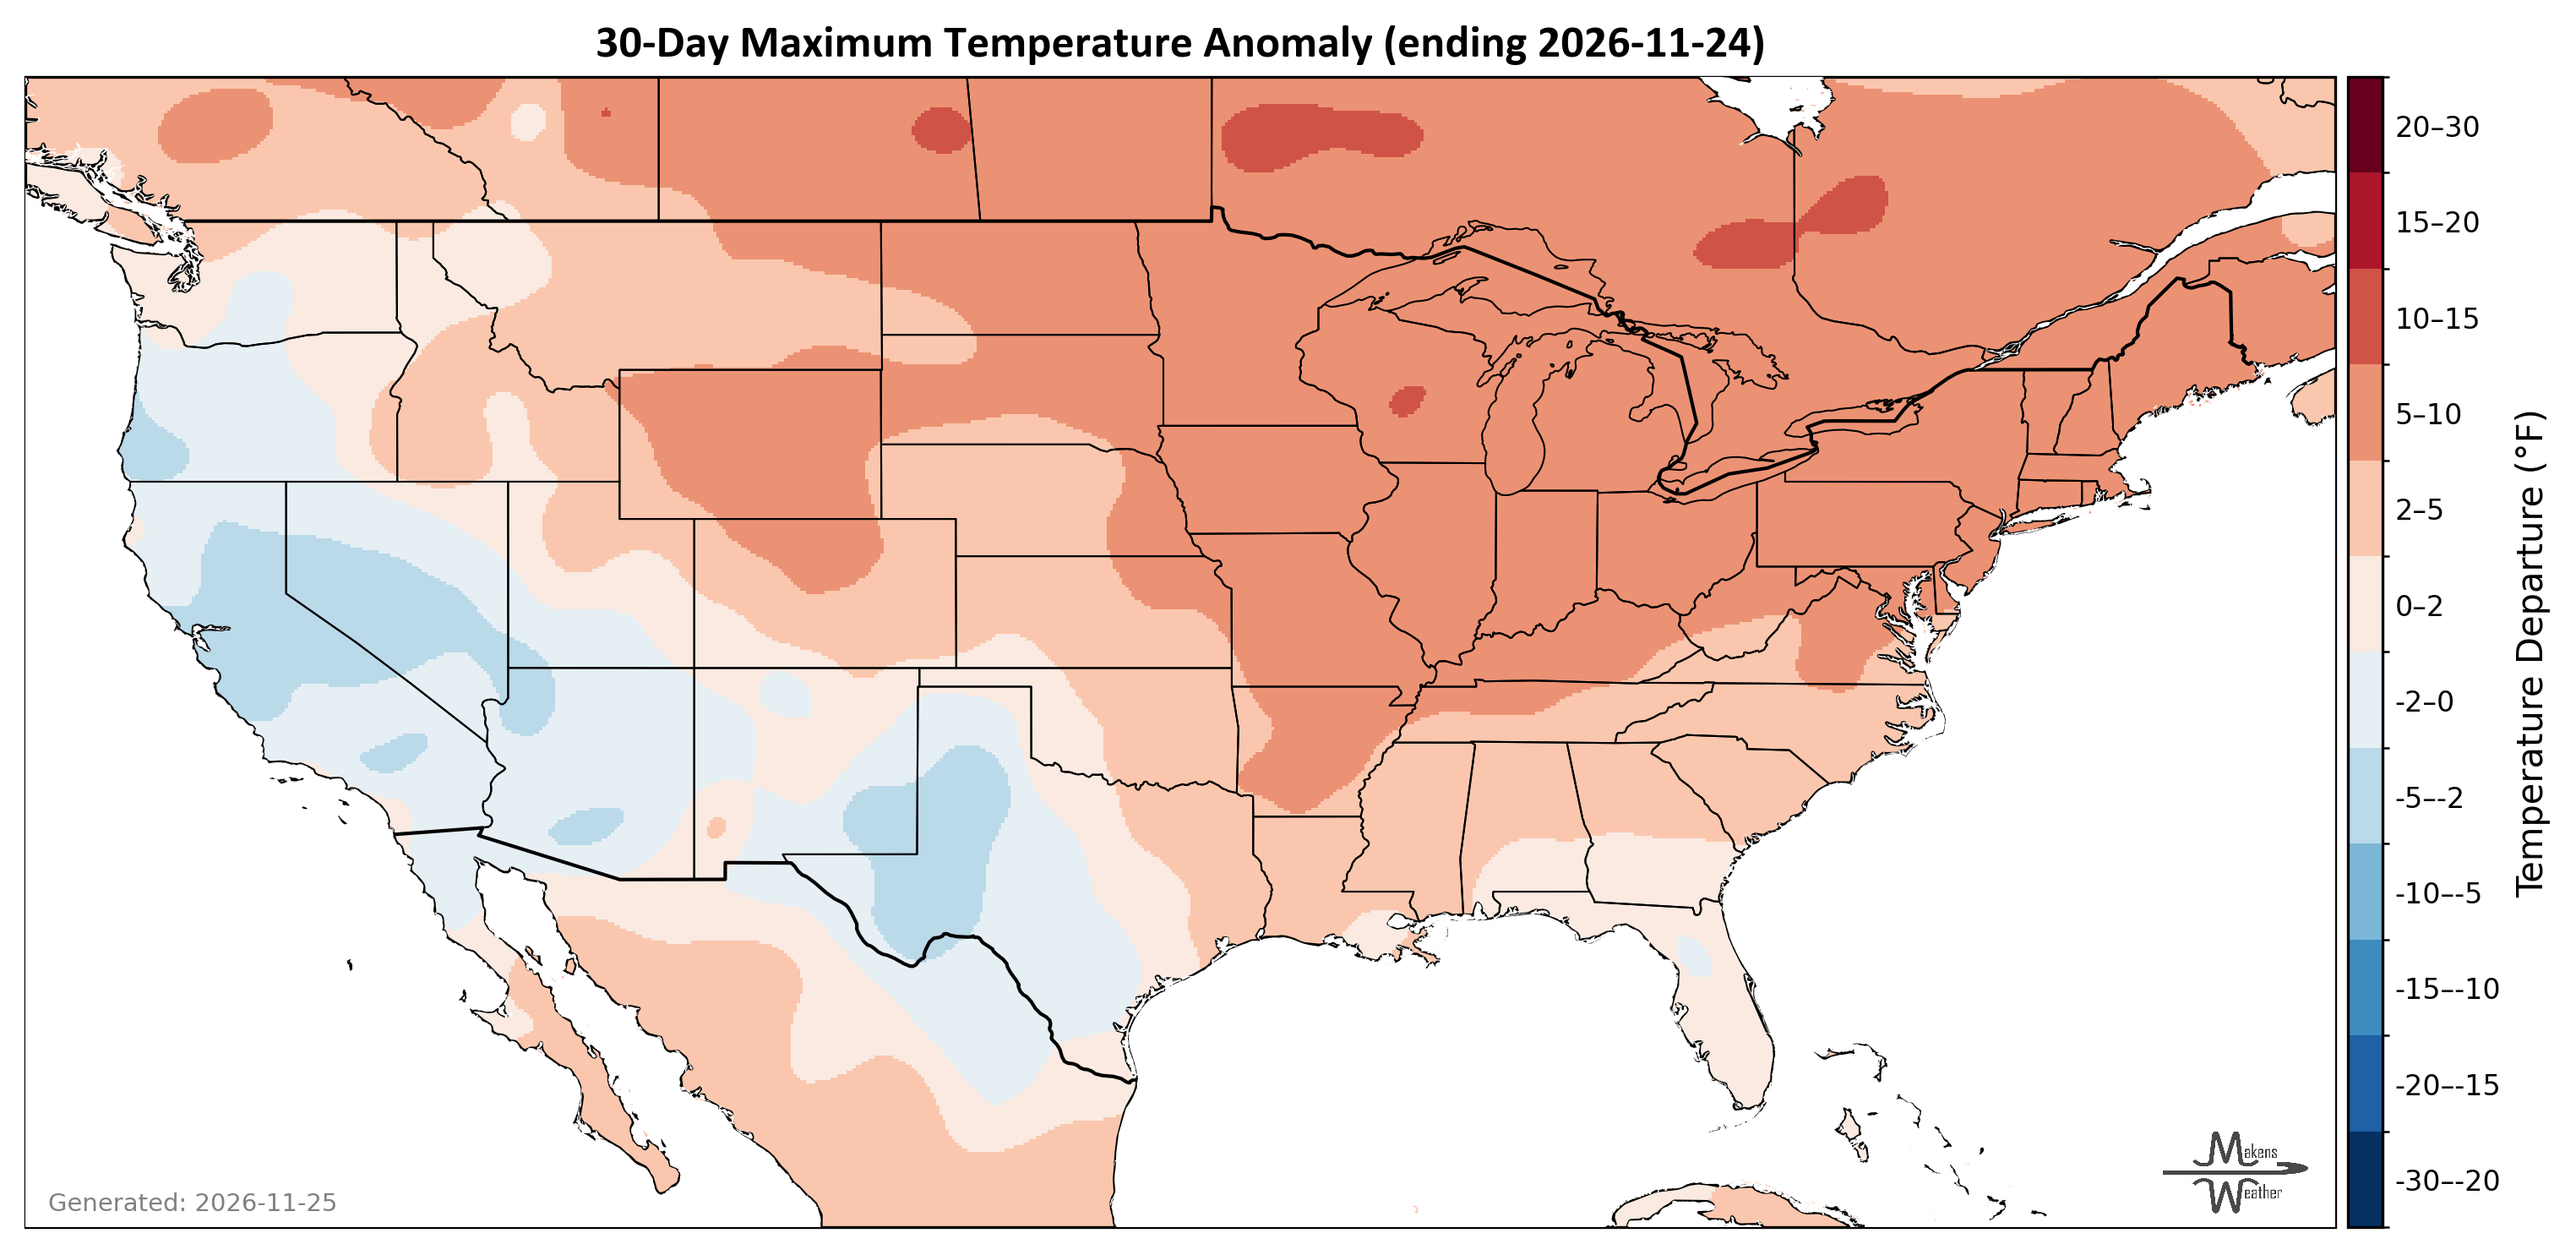 30-Day Maximum Temperature Anomaly (ending 2026-11-24)
20–30
15–20
10–15
5–10
2–5
0–2
-2–0
-5–-2
-10–-5
-15–-10
-20–-15
-30–-20
Temperature Departure (°F)
Makens
Weather
Generated: 2026-11-25